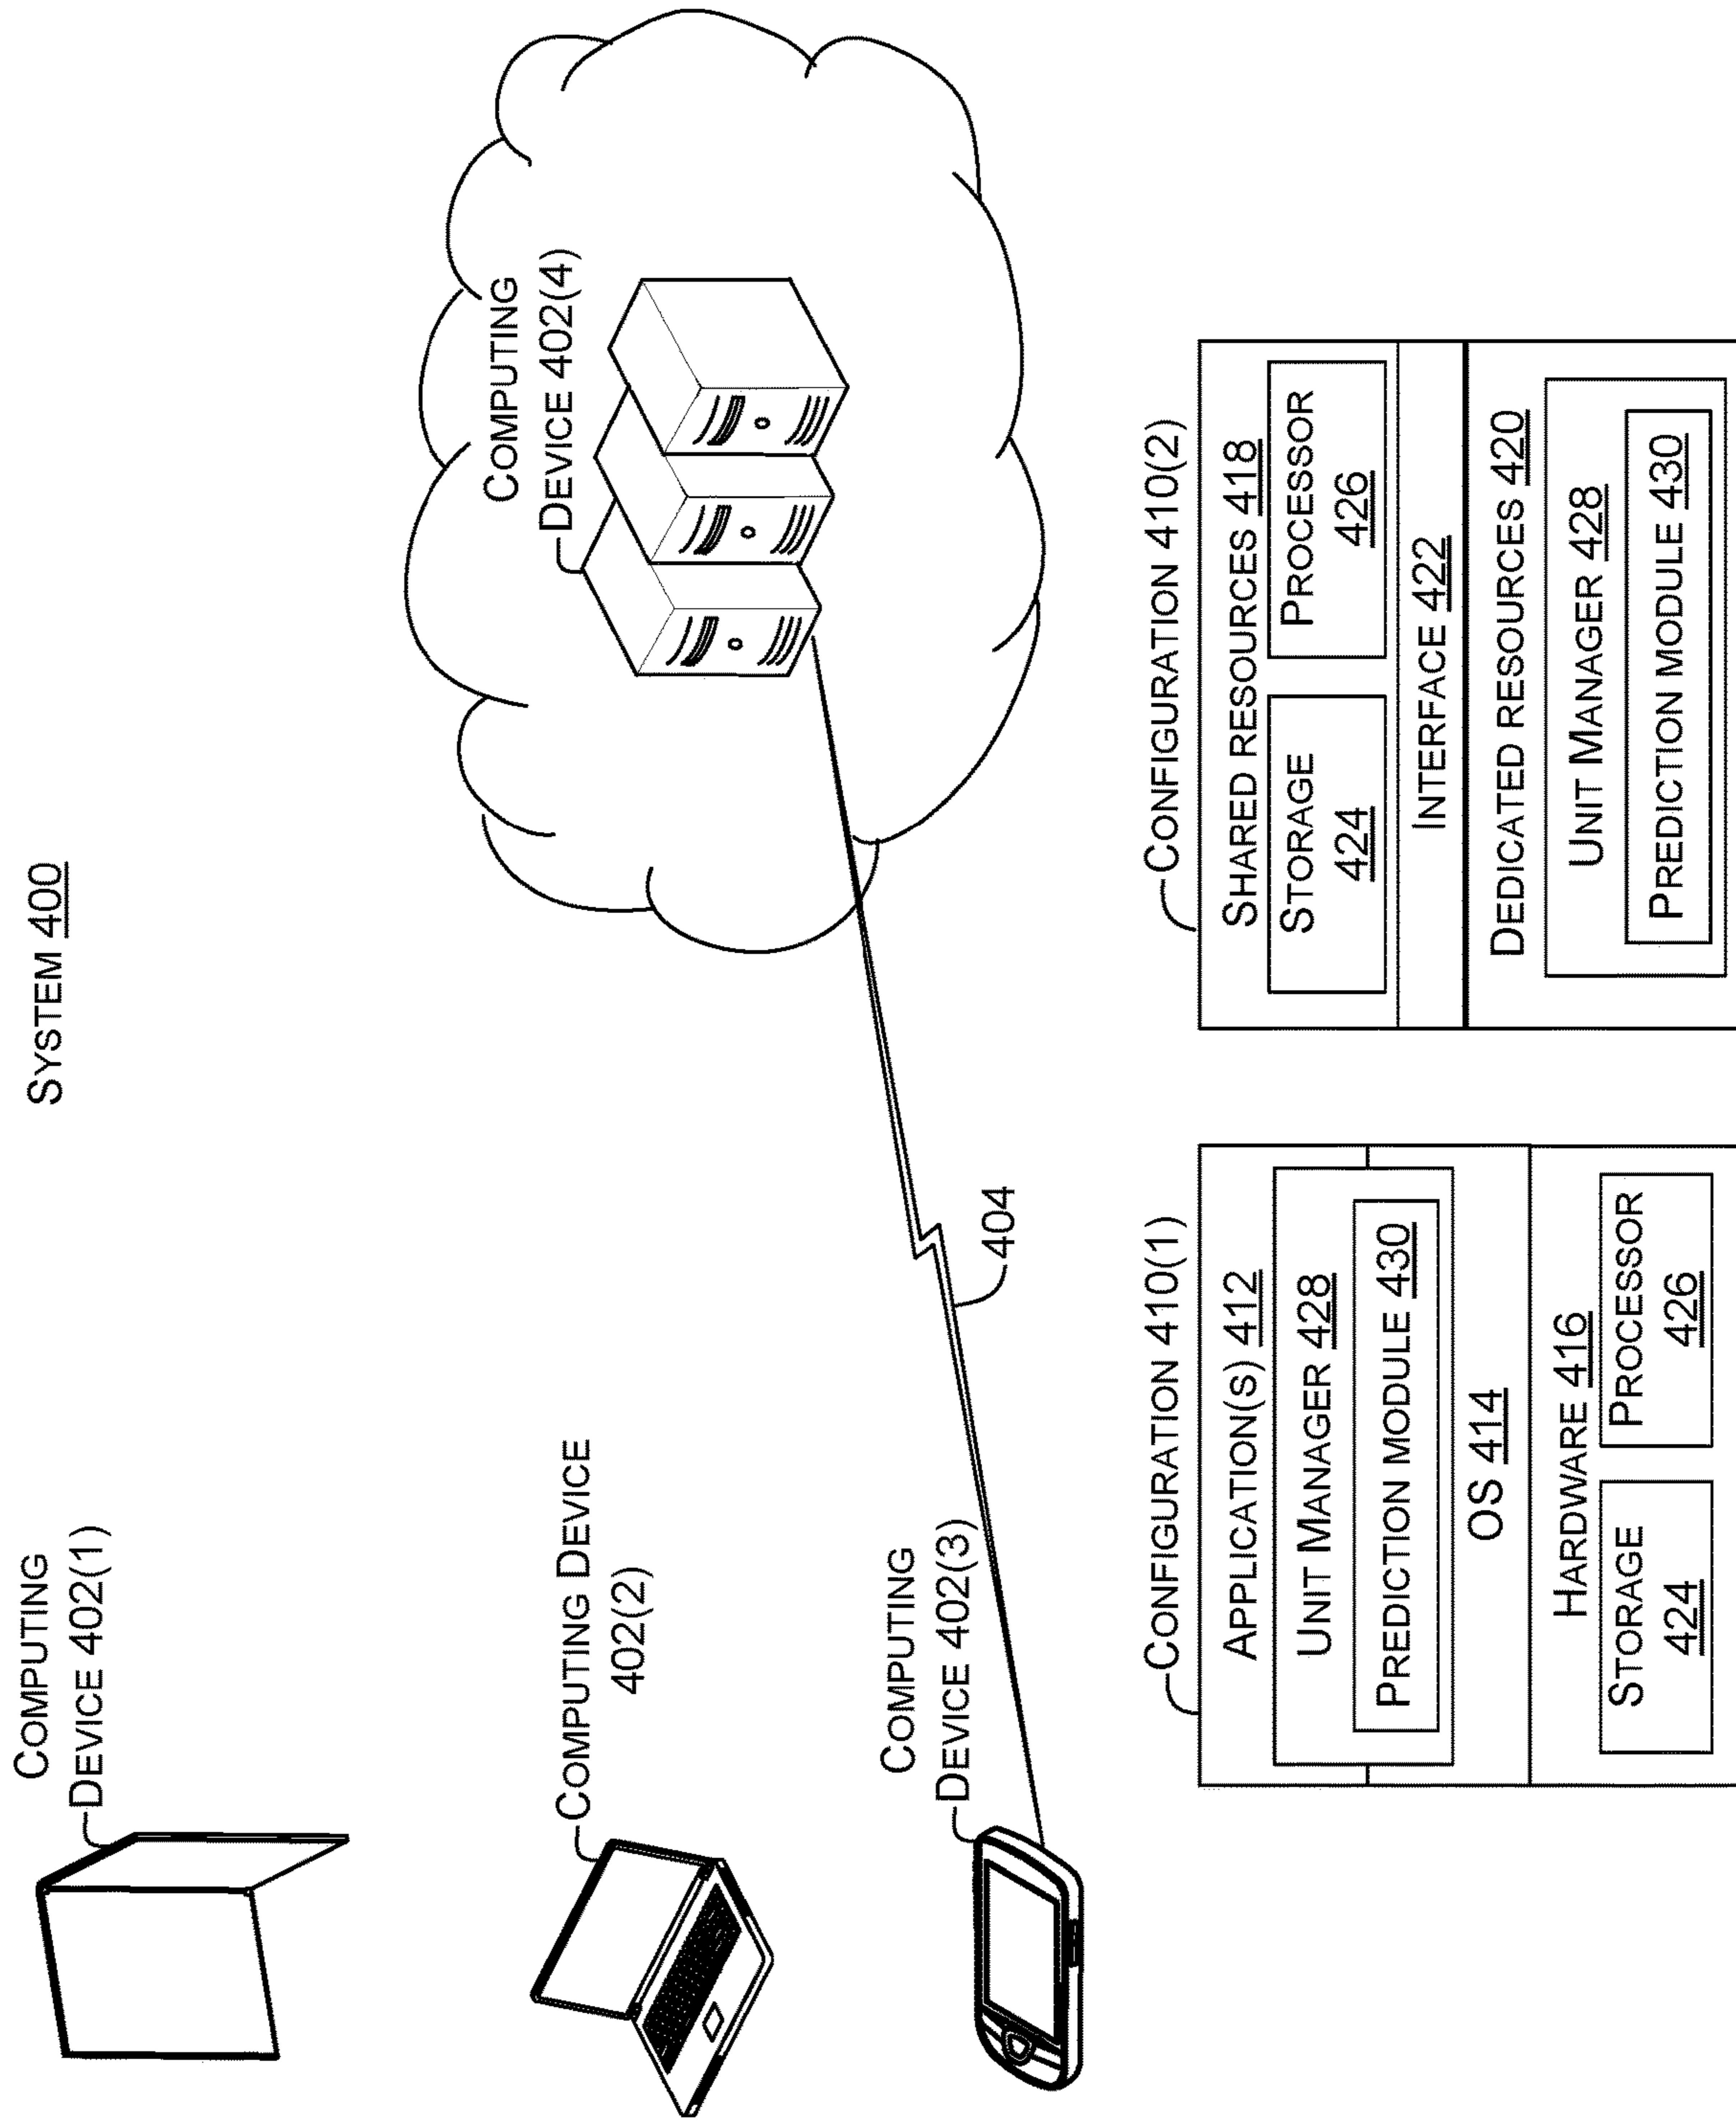 SYSTEM 400
COMPUTING
DEVICE 402(1)
COMPUTING DEVICE
402(2)
COMPUTING
DEVICE 402(3)
COMPUTING
DEVICE 402(4)
404
CONFIGURATION 410(1)
APPLICATION(S) 412
UNIT MANAGER 428
PREDICTION MODULE 430
OS 414
HARDWARE 416
STORAGE
424
PROCESSOR
426
CONFIGURATION 410(2)
SHARED RESOURCES 418
STORAGE
424
PROCESSOR
426
INTERFACE 422
DEDICATED RESOURCES 420
UNIT MANAGER 428
PREDICTION MODULE 430